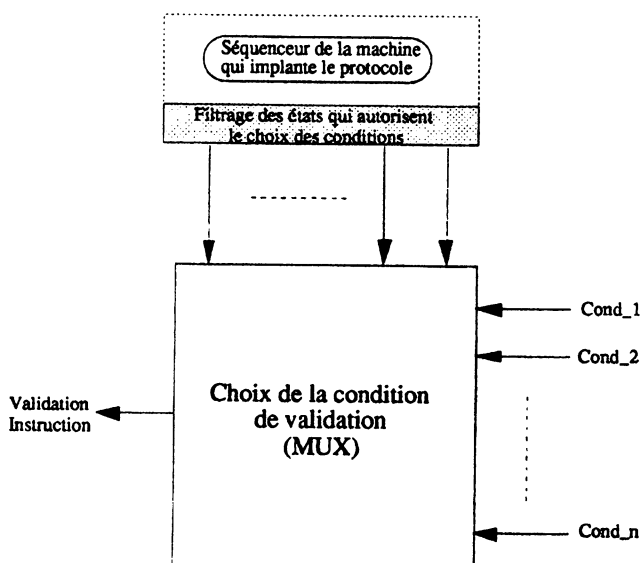 Séquenceur de la machine
qui implante le protocole
Filtrage des états qui autorisent
le choix des conditions
Cond_1
Cond_2
Choix de la condition
de validation
(MUX)
Validation
Instruction
Cond_n